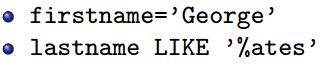 • firstname=’George’
• lastname LIKE ’%ates’